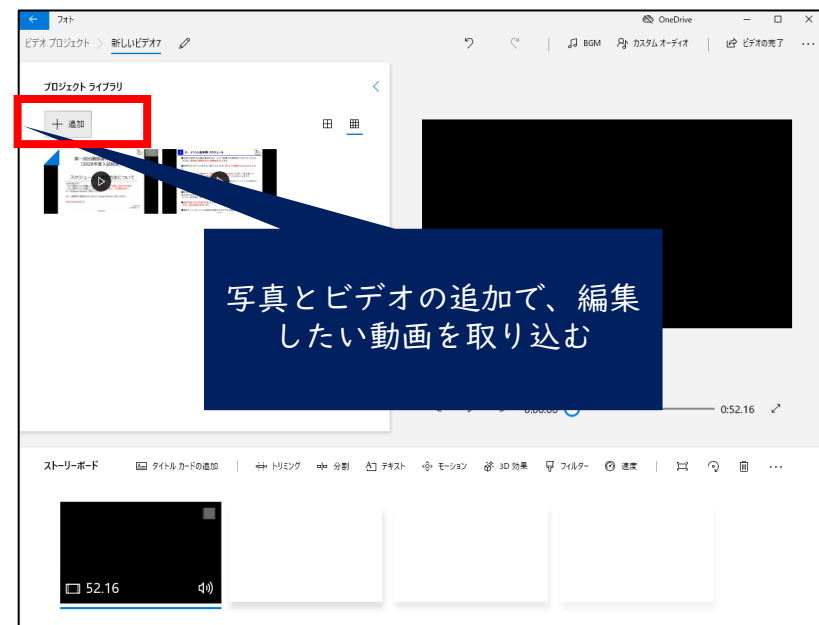 フォト
OneDrive
ビデオ プロジェクト > 新しいビデオ7
BGM カスタム オーディオ ビデオの完了 ...
プロジェクト ライブラリ
追加
写真とビデオの追加で、編集
したい動画を取り込む
0:52.16
ストーリーボード タイトル カードの追加 トリミング 分割 テキスト モーション 3D 効果 フィルター 速度 ...
52.16